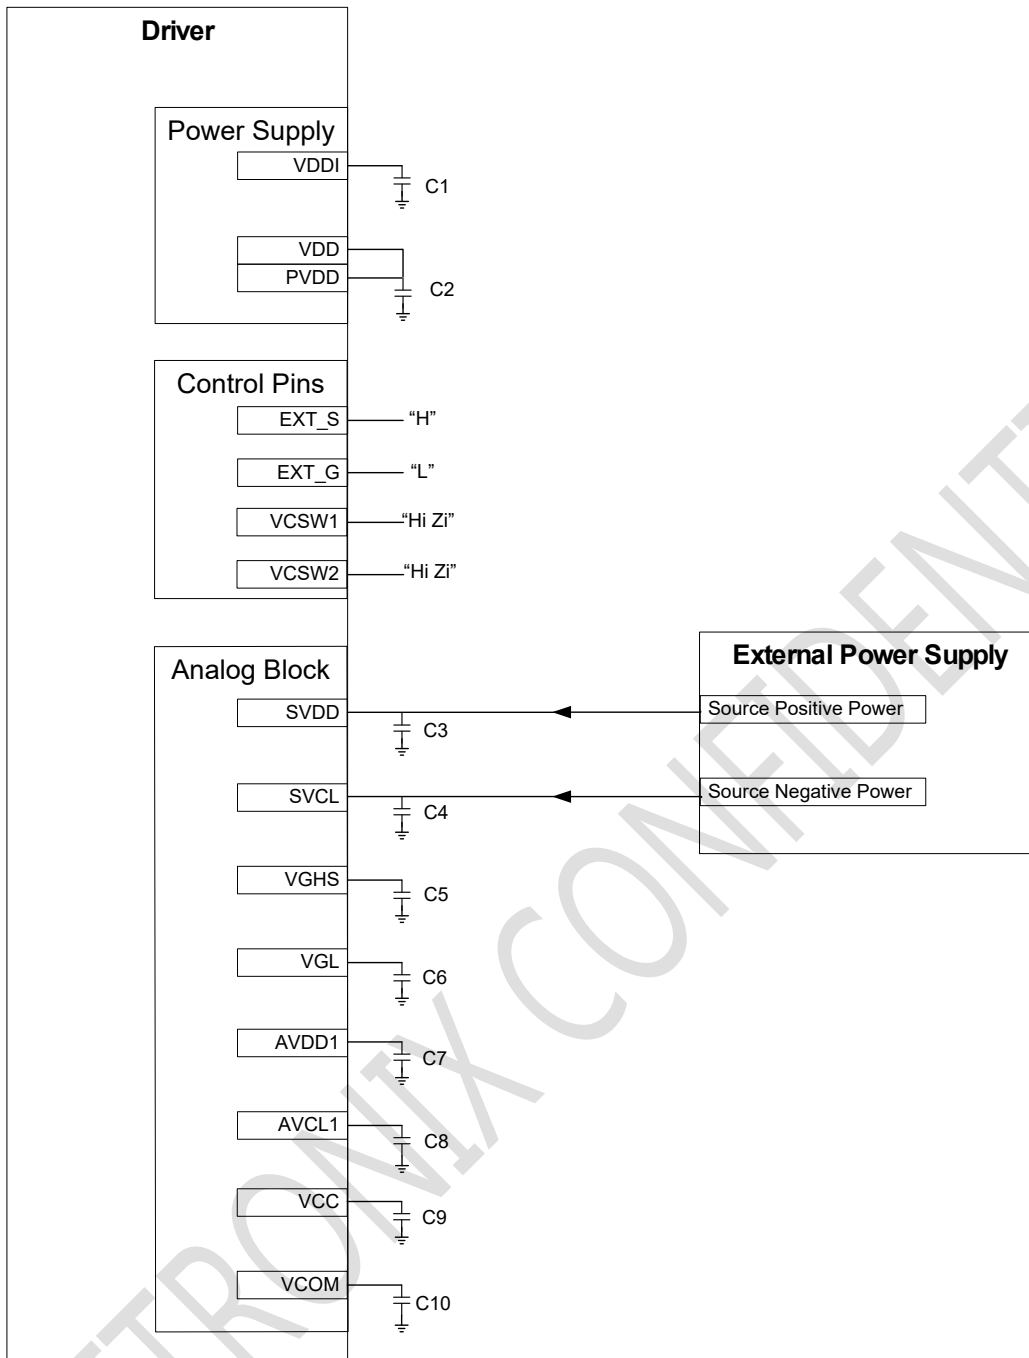 Driver
Power Supply
VDDI
C1
VDD
PVDD
C2
Control Pins
EXT_S
“H”
EXT_G
“L”
VCSW1
“Hi Zi”
VCSW2
“Hi Zi”
Analog Block
SVDD
C3
SVCL
C4
VGHS
C5
VGL
C6
AVDD1
C7
AVCL1
C8
VCC
C9
VCOM
C10
External Power Supply
Source Positive Power
Source Negative Power
TRONIX CONFIDENT